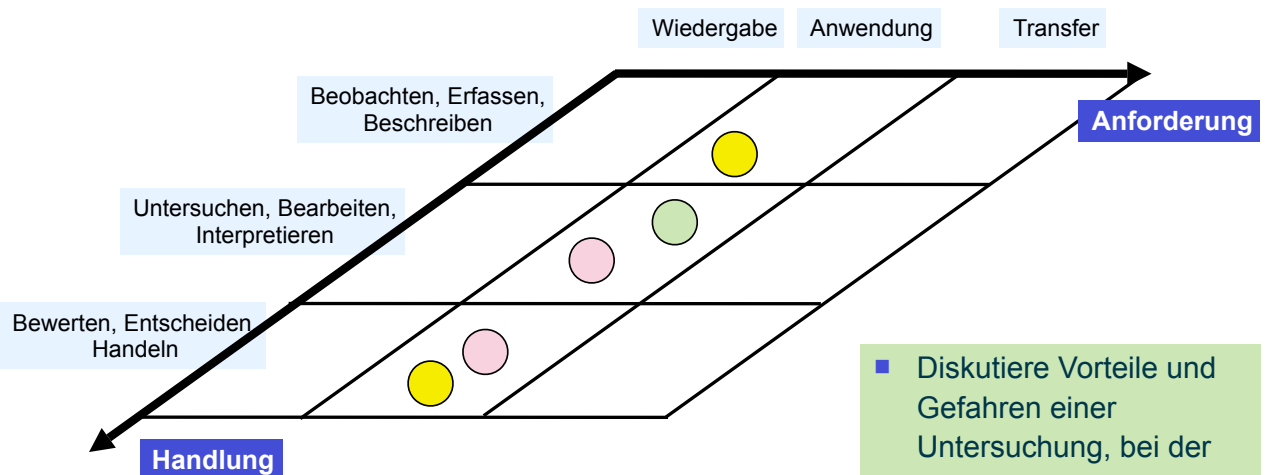 Wiedergabe
Anwendung
Transfer
Beobachten, Erfassen,
Beschreiben
Anforderung
Untersuchen, Bearbeiten,
Interpretieren
Bewerten, Entscheiden
Handeln
Handlung
Diskutiere Vorteile und
Gefahren einer
Untersuchung, bei der